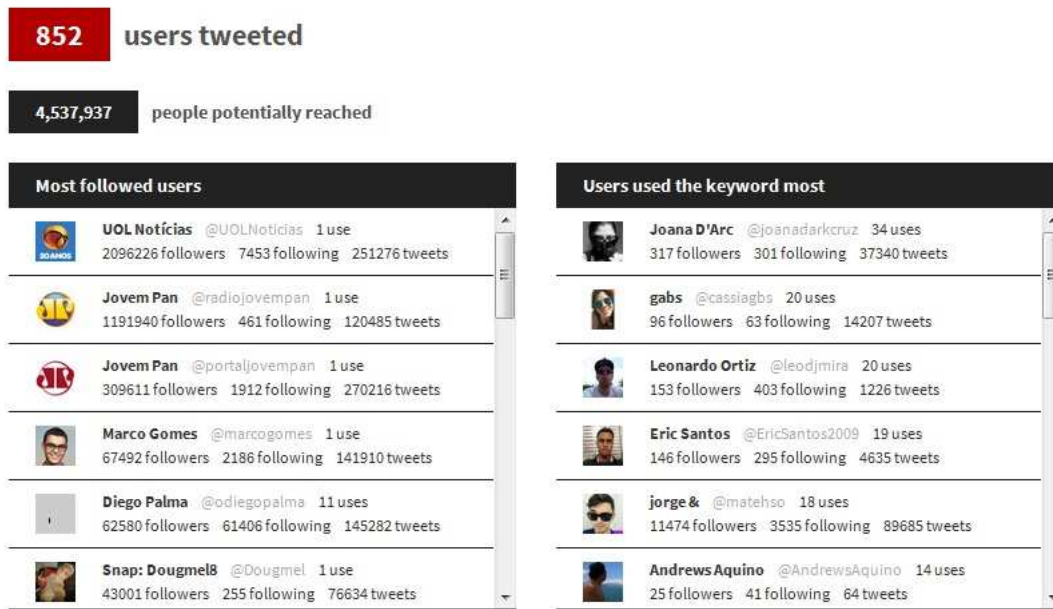 852 users tweeted
4,537,937 people potentially reached
Most followed users
UOL Notícias @UOLNoticias 1 use
2096226 followers 7453 following 251276 tweets
Jovem Pan @radiojovempan 1 use
1191940 followers 461 following 120485 tweets
Jovem Pan @portaljovempan 1 use
309611 followers 1912 following 270216 tweets
Marco Gomes @marcogomes 1 use
67492 followers 2186 following 141910 tweets
Diego Palma @odiegopalma 11 uses
62580 followers 61406 following 145282 tweets
Snap: Dougmel8 @Dougmel 1 use
43001 followers 255 following 76634 tweets
Users used the keyword most
Joana D'Arc @joanadarkcruz 34 uses
317 followers 301 following 37340 tweets
gabs @cassiagbs 20 uses
96 followers 63 following 14207 tweets
Leonardo Ortiz @leodjmira 20 uses
153 followers 403 following 1226 tweets
Eric Santos @EricSantos2009 19 uses
146 followers 295 following 4635 tweets
jorge & @matehso 18 uses
11474 followers 3535 following 89685 tweets
Andrews Aquino @AndrewsAquino 14 uses
25 followers 41 following 64 tweets
20 ANOS